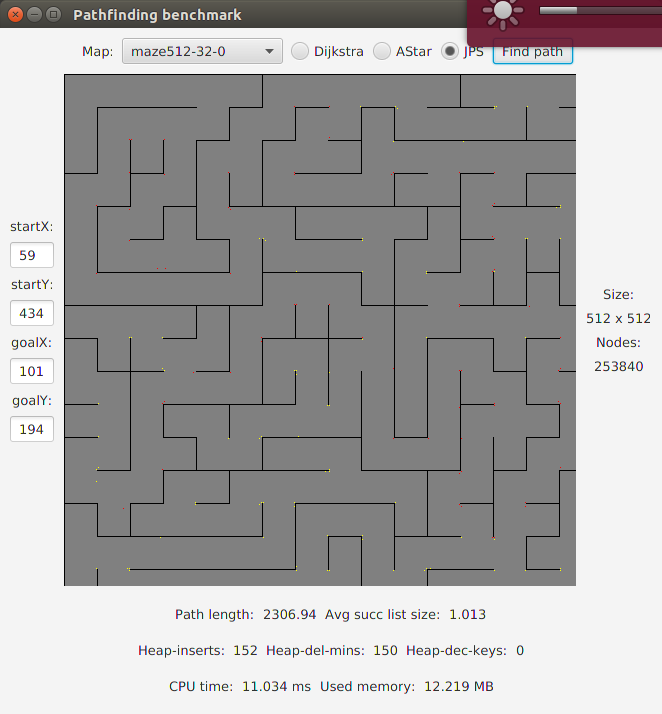 Pathfinding benchmark
Map: maze512-32-0 Dijkstra AStar JPS Find path
startX:
59
startY:
434
goalX:
101
goalY:
194
Size:
512 x 512
Nodes:
253840
Path length: 2306.94 Avg succ list size: 1.013
Heap-inserts: 152 Heap-del-mins: 150 Heap-dec-keys: 0
CPU time: 11.034 ms Used memory: 12.219 MB